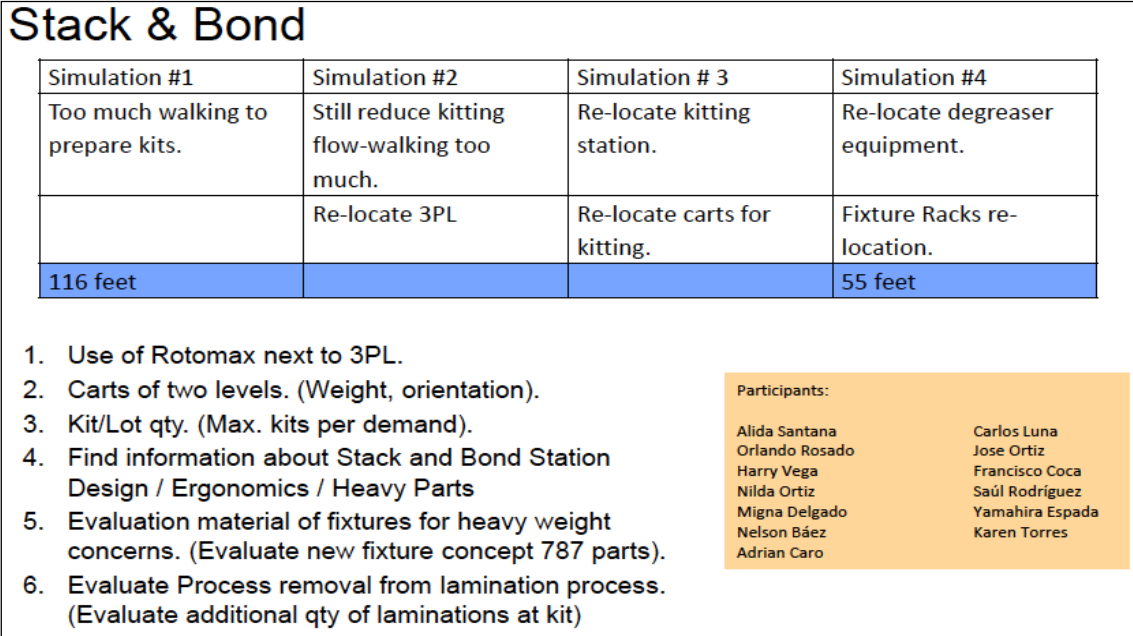 Stack & Bond
Simulation #1
Simulation #2
Simulation # 3
Simulation #4
Too much walking to
prepare kits.
Still reduce kitting
flow-walking too
much.
Re-locate kitting
station.
Re-locate degreaser
equipment.
Re-locate 3PL
Re-locate carts for
kitting.
Fixture Racks re-
location.
116 feet
55 feet
1. Use of Rotomax next to 3PL.
2. Carts of two levels. (Weight, orientation).
3. Kit/Lot qty. (Max. kits per demand).
4. Find information about Stack and Bond Station
Design / Ergonomics / Heavy Parts
5. Evaluation material of fixtures for heavy weight
concerns. (Evaluate new fixture concept 787 parts).
6. Evaluate Process removal from lamination process.
(Evaluate additional qty of laminations at kit)
Participants:
Alida Santana
Orlando Rosado
Harry Vega
Nilda Ortiz
Migna Delgado
Nelson Báez
Adrian Caro
Carlos Luna
Jose Ortiz
Francisco Coca
Saúl Rodríguez
Yamahira Espada
Karen Torres